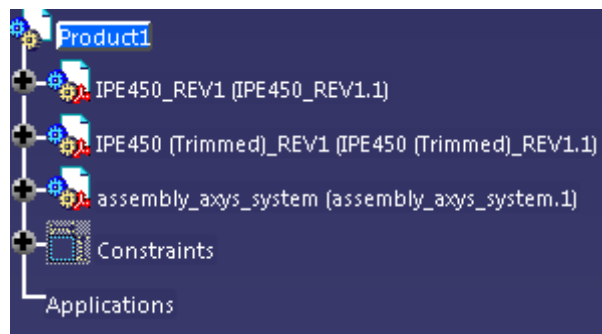 Product1
IPE450_REV1 (IPE450_REV1.1)
IPE450 (Trimmed)_REV1 (IPE450 (Trimmed)_REV1.1)
assembly_axys_system (assembly_axys_system.1)
Constraints
Applications